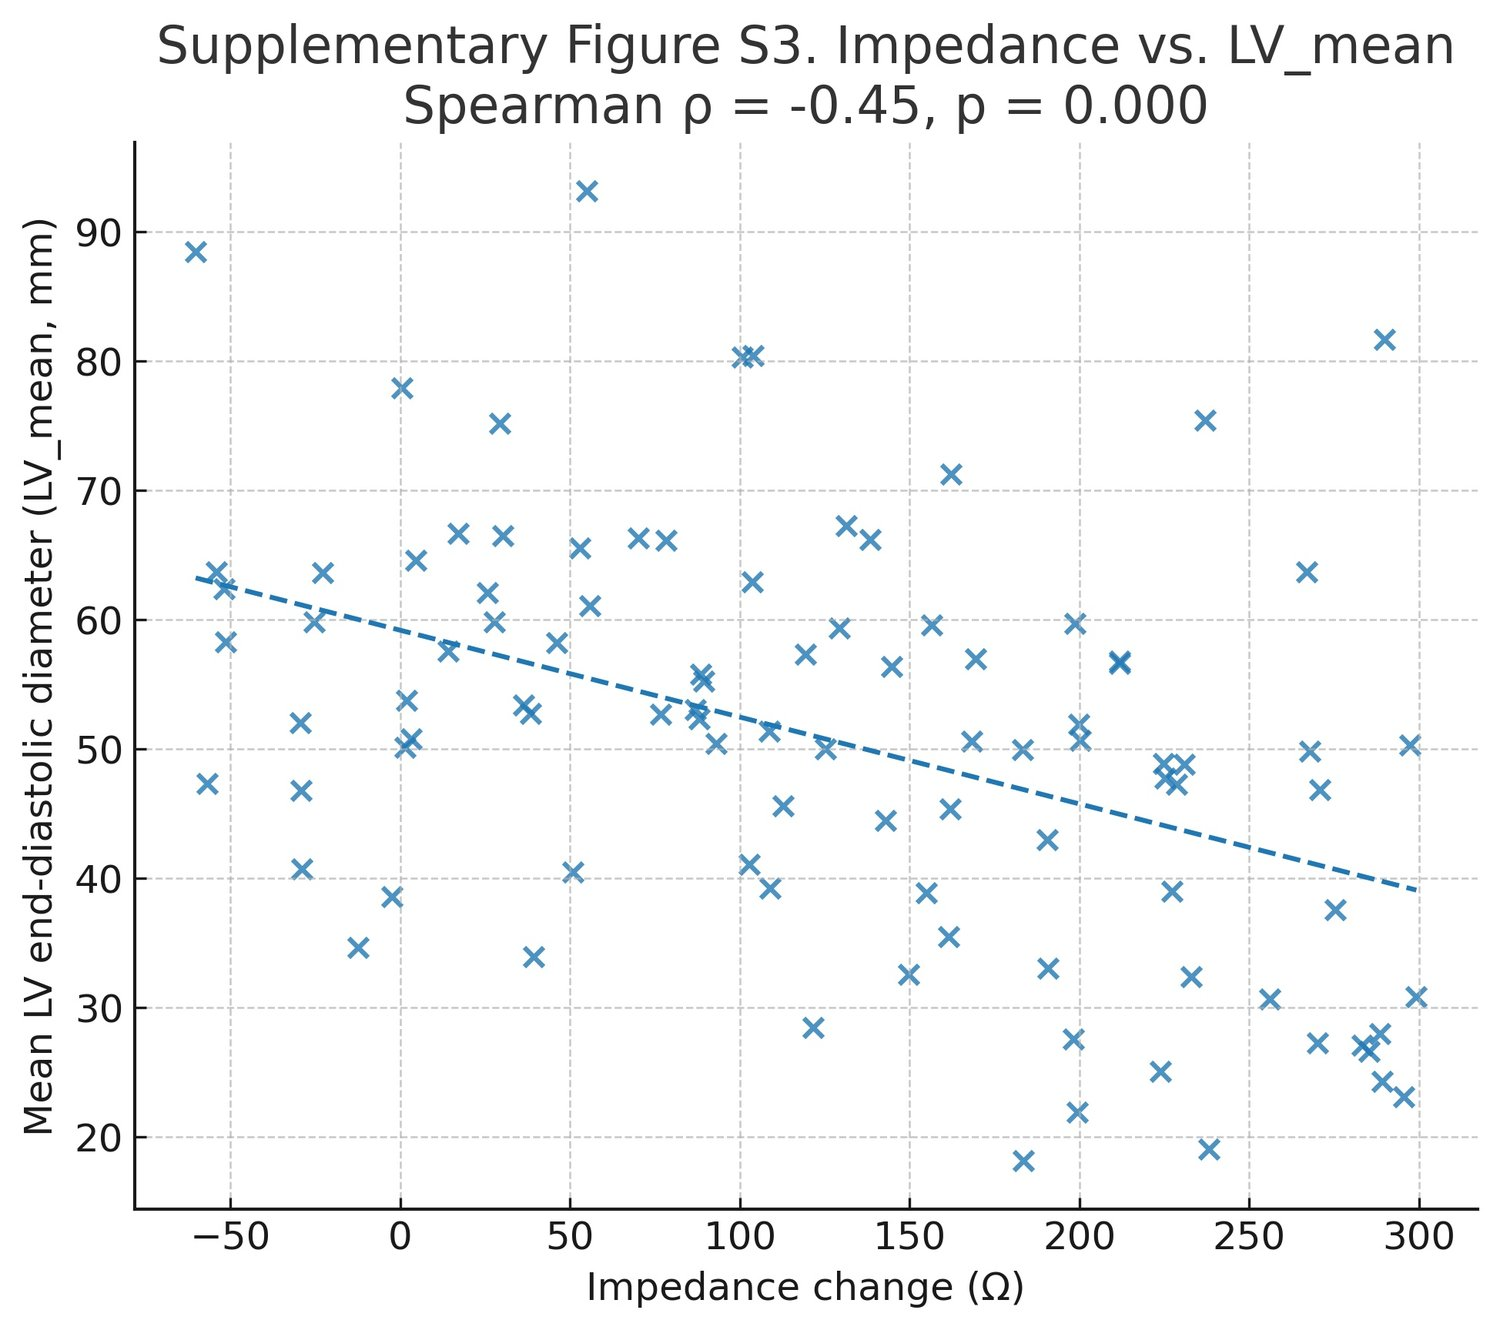 Supplementary Figure S3. Impedance vs. LV_mean
Spearman ρ = -0.45, p = 0.000
Mean LV end-diastolic diameter (LV_mean, mm)
90
80
70
60
50
40
30
20
−50 0 50 100 150 200 250 300
Impedance change (Ω)